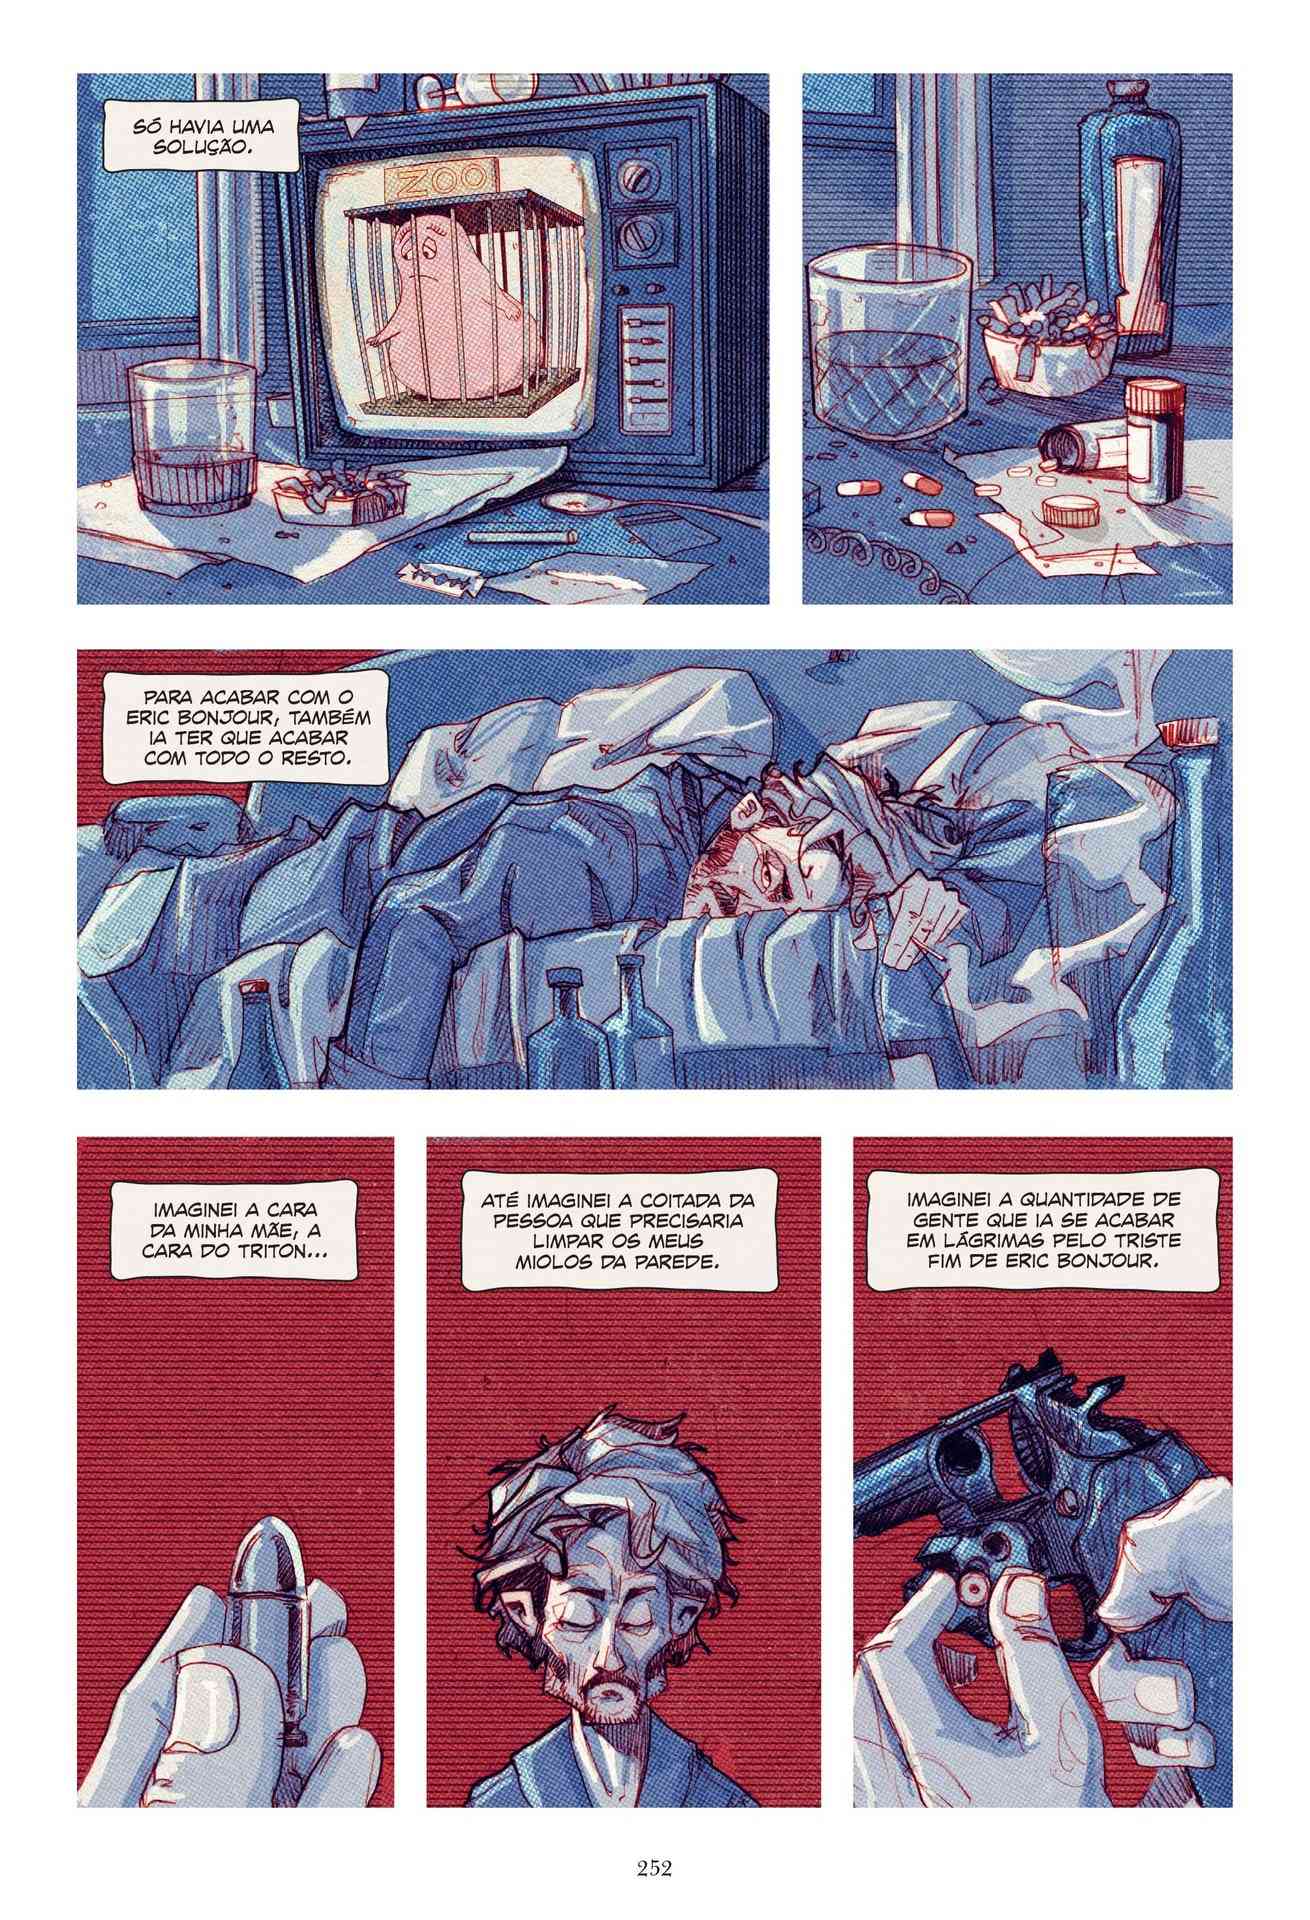 SÓ HAVIA UMA
SOLUÇÃO.
ZOO
PARA ACABAR COM O
ERIC BONJOUR, TAMBÉM
IA TER QUE ACABAR
COM TODO O RESTO.
IMAGINEI A CARA
DA MINHA MÃE, A
CARA DO TRITON...
ATÉ IMAGINEI A COITADA DA
PESSOA QUE PRECISARIA
LIMPAR OS MEUS
MIOLOS DA PAREDE.
IMAGINEI A QUANTIDADE DE
GENTE QUE IA SE ACABAR
EM LÁGRIMAS PELO TRISTE
FIM DE ERIC BONJOUR.
252